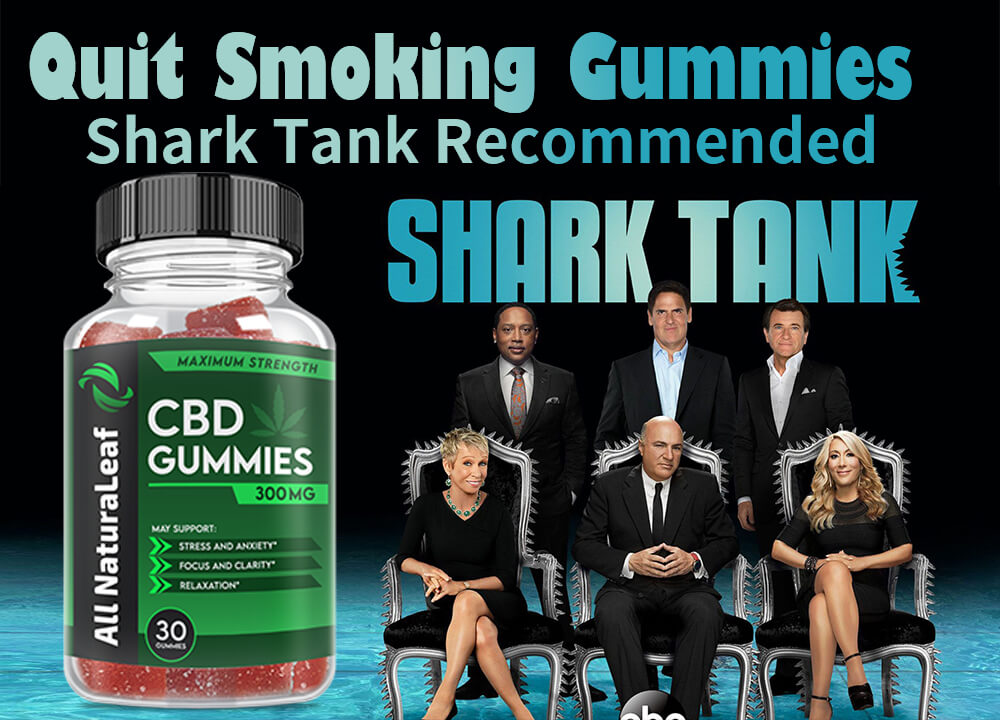 Quit Smoking Gummies
Shark Tank Recommended
SHARK TANK
MAXIMUM STRENGTH
CBD
GUMMIES
300MG
MAY SUPPORT:
STRESS AND ANXIETY*
FOCUS AND CLARITY*
RELAXATION*
All NaturaLeaf
30
GUMMIES
abc